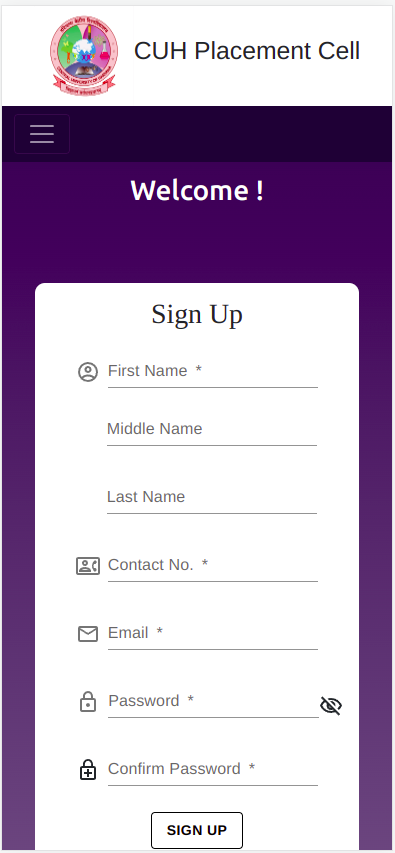 CUH Placement Cell
Welcome !
Sign Up
First Name *
Middle Name
Last Name
Contact No. *
Email *
Password *
Confirm Password *
SIGN UP